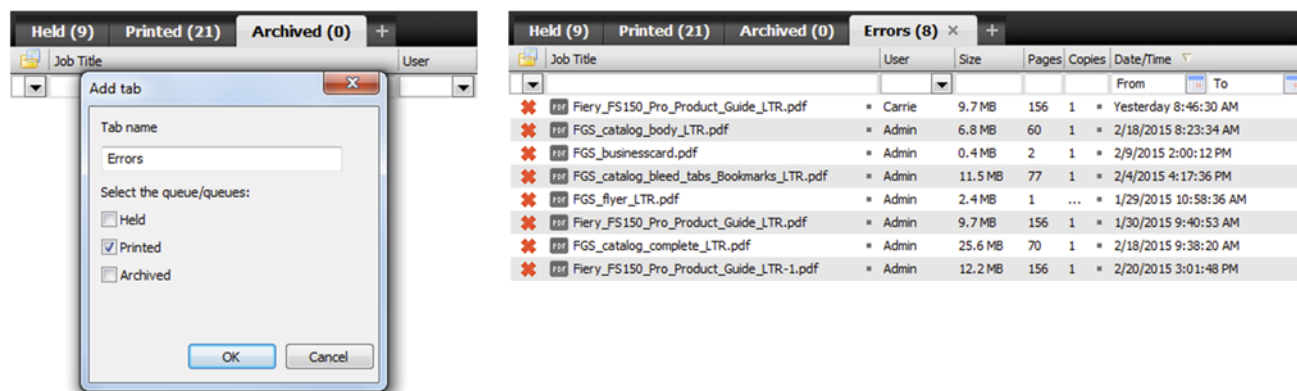 Held (9) Printed (21) Archived (0) +
Job Title User
Add tab
Tab name
Errors
Select the queue/queues:
Held
Printed
Archived
OK Cancel
Held (9) Printed (21) Archived (0) Errors (8) × +
Job Title User Size Pages Copies Date/Time
From To
PDF Fiery_FS150_Pro_Product_Guide_LTR.pdf Carrie 9.7 MB 156 1 Yesterday 8:46:30 AM
PDF FGS_catalog_body_LTR.pdf Admin 6.8 MB 60 1 2/18/2015 8:23:34 AM
PDF FGS_businesscard.pdf Admin 0.4 MB 2 1 2/9/2015 2:00:12 PM
PDF FGS_catalog_bleed_tabs_Bookmarks_LTR.pdf Admin 11.5 MB 77 1 2/4/2015 4:17:36 PM
PDF FGS_flyer_LTR.pdf Admin 2.4 MB 1 ... 1/29/2015 10:58:36 AM
PDF Fiery_FS150_Pro_Product_Guide_LTR.pdf Admin 9.7 MB 156 1 1/30/2015 9:40:53 AM
PDF FGS_catalog_complete_LTR.pdf Admin 25.6 MB 70 1 2/18/2015 9:38:20 AM
PDF Fiery_FS150_Pro_Product_Guide_LTR-1.pdf Admin 12.2 MB 156 1 2/20/2015 3:01:48 PM